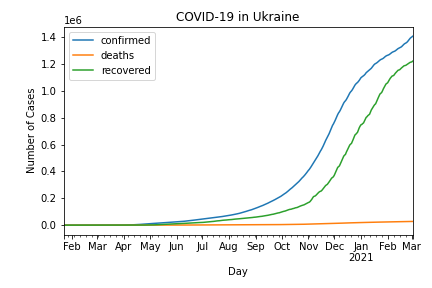 COVID-19 in Ukraine
1e6
confirmed
deaths
recovered
1.4
1.2
1.0
0.8
0.6
0.4
0.2
0.0
Number of Cases
Feb Mar Apr May Jun Jul Aug Sep Oct Nov Dec Jan Feb Mar
2021
Day